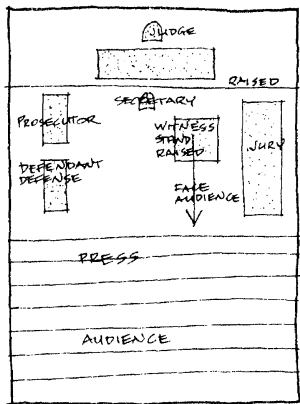 JUDGE
RAISED
SECRETARY
PROSECUTOR
WITNESS
STAND
RAISED
JURY
DEFENDANT
DEFENSE
FACE
AUDIENCE
PRESS
AUDIENCE